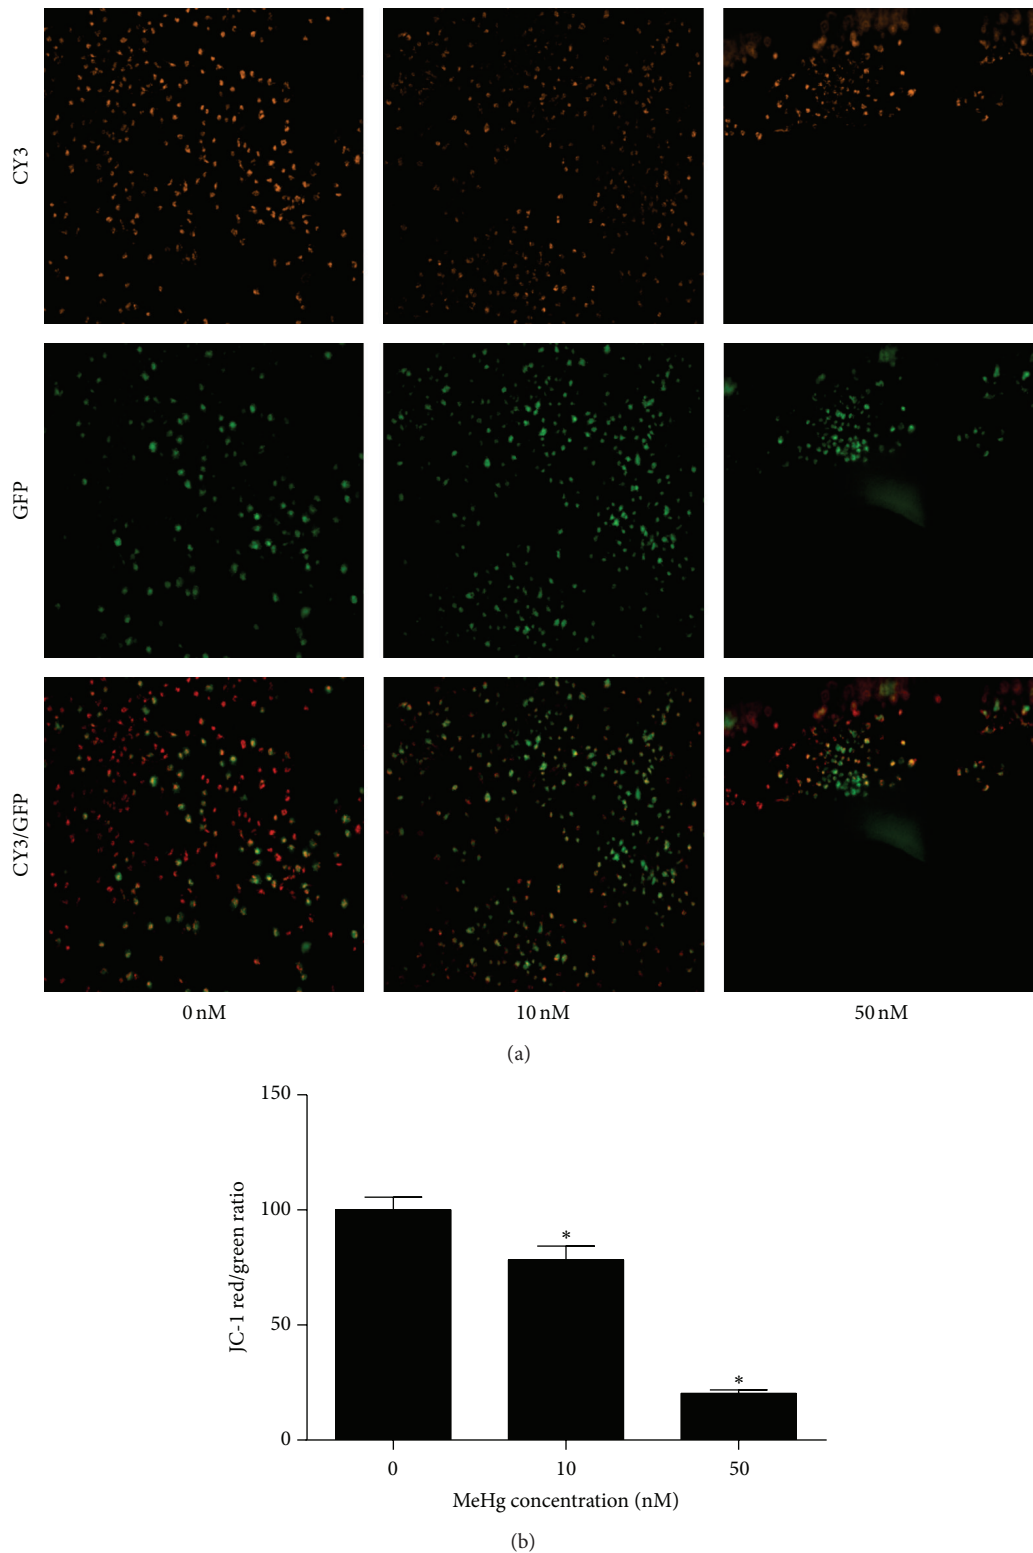 CY3
GFP
CY3/GFP
0 nM 10 nM 50 nM
(a)
150
100
50
0
JC-1 red/green ratio
*
*
0 10 50
MeHg concentration (nM)
(b)